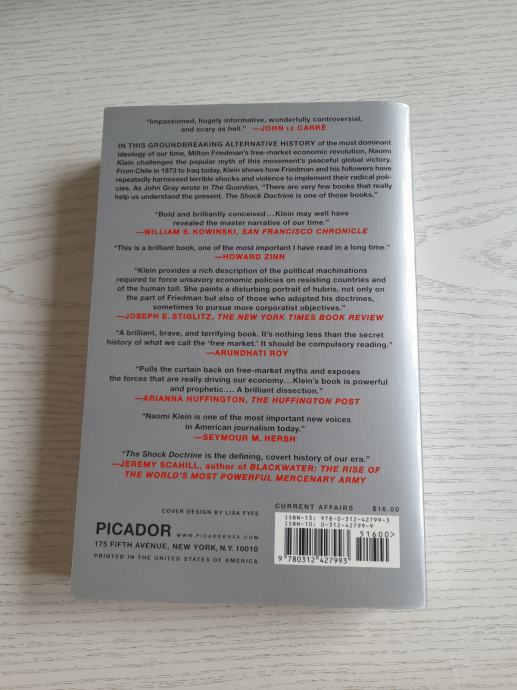 “Impassioned, hugely informative, wonderfully controversial,
and scary as hell.” —JOHN LE CARRÉ
IN THIS GROUNDBREAKING ALTERNATIVE HISTORY of the most dominant
ideology of our time, Milton Friedman’s free-market economic revolution, Naomi
Klein challenges the popular myth of this movement’s peaceful global victory.
From Chile in 1973 to Iraq today, Klein shows how Friedman and his followers have
repeatedly harnessed terrible shocks and violence to implement their radical poli-
cies. As John Gray wrote in The Guardian, “There are very few books that really
help us understand the present. The Shock Doctrine is one of those books.”
“Bold and brilliantly conceived...Klein may well have
revealed the master narrative of our time.”
—WILLIAM S. KOWINSKI, SAN FRANCISCO CHRONICLE
“This is a brilliant book, one of the most important I have read in a long time.”
—HOWARD ZINN
“Klein provides a rich description of the political machinations
required to force unsavory economic policies on resisting countries and
of the human toll. She paints a disturbing portrait of hubris, not only on
the part of Friedman but also of those who adopted his doctrines,
sometimes to pursue more corporatist objectives.”
—JOSEPH E. STIGLITZ, THE NEW YORK TIMES BOOK REVIEW
“A brilliant, brave, and terrifying book. It’s nothing less than the secret
history of what we call the ‘free market.’ It should be compulsory reading.”
—ARUNDHATI ROY
“Pulls the curtain back on free-market myths and exposes
the forces that are really driving our economy...Klein’s book is powerful
and prophetic.... A brilliant dissection.”
—ARIANNA HUFFINGTON, THE HUFFINGTON POST
“Naomi Klein is one of the most important new voices
in American journalism today.”
—SEYMOUR M. HERSH
“The Shock Doctrine is the defining, covert history of our era.”
—JEREMY SCAHILL, author of BLACKWATER: THE RISE OF
THE WORLD’S MOST POWERFUL MERCENARY ARMY
COVER DESIGN BY LISA FYFE
PICADOR WWW.PICADORUSA.COM
175 FIFTH AVENUE, NEW YORK, N.Y. 10010
PRINTED IN THE UNITED STATES OF AMERICA
CURRENT AFFAIRS $16.00
ISBN-13: 978-0-312-42799-3
ISBN-10: 0-312-42799-9
51600>
9 780312 427993